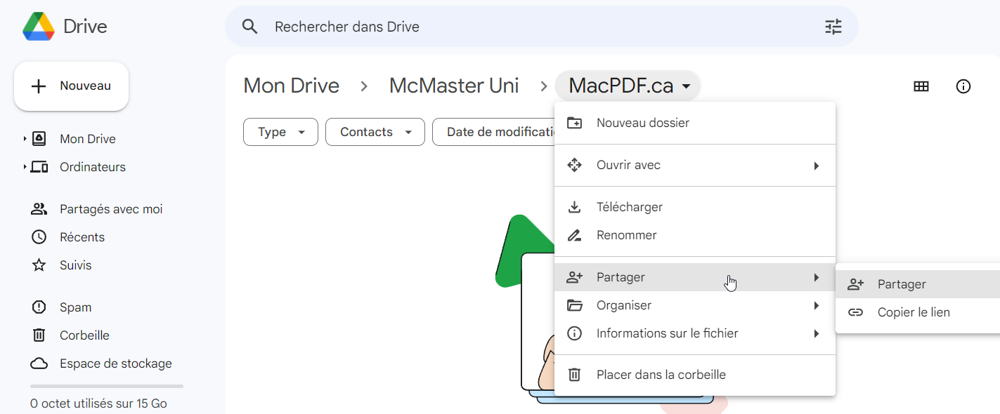 Drive
Rechercher dans Drive
Nouveau
Mon Drive
Ordinateurs
Partagés avec moi
Récents
Suivis
Spam
Corbeille
Espace de stockage
0 octet utilisés sur 15 Go
Mon Drive > McMaster Uni > MacPDF.ca
Type
Contacts
Date de modificati
Nouveau dossier
Ouvrir avec
Télécharger
Renommer
Partager
Organiser
Informations sur le fichier
Placer dans la corbeille
Partager
Copier le lien